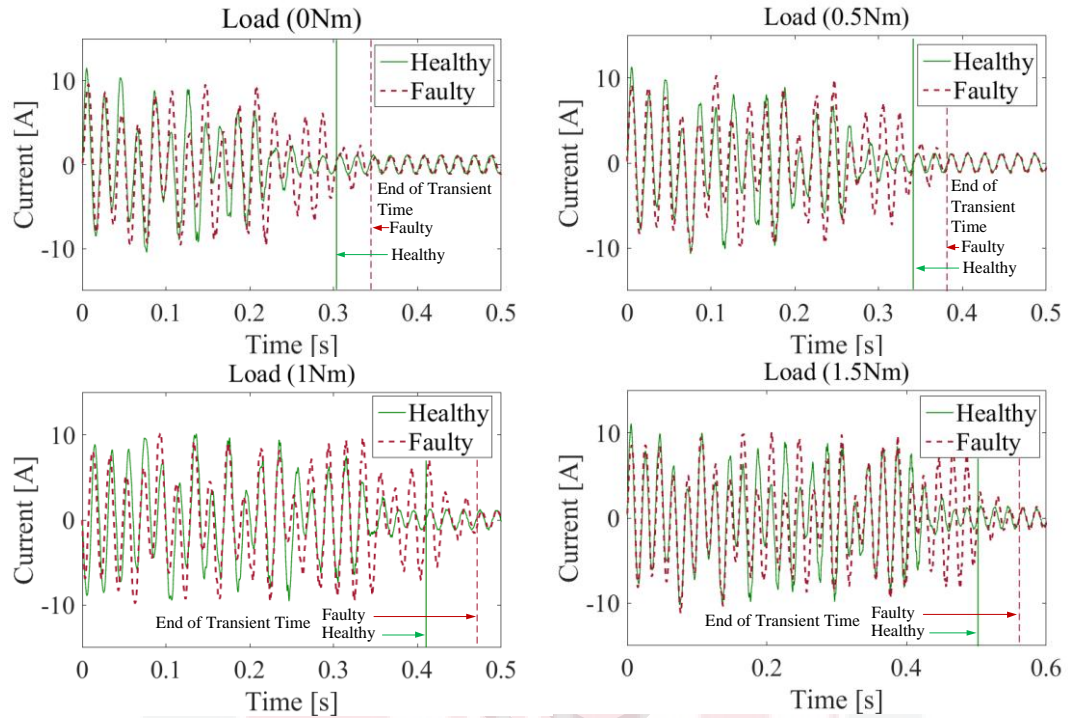 Load (0Nm)
Healthy
Faulty
Current [A]
10
0
-10
End of Transient
Time
Faulty
Healthy
0
0.1
0.2
0.3
0.4
0.5
Time [s]
Load (0.5Nm)
Healthy
Faulty
Current [A]
10
0
-10
End of
Transient
Time
Faulty
Healthy
0
0.1
0.2
0.3
0.4
0.5
Time [s]
Load (1Nm)
Healthy
Faulty
Current [A]
10
0
-10
Faulty
End of Transient Time
Healthy
0
0.1
0.2
0.3
0.4
0.5
Time [s]
Load (1.5Nm)
Healthy
Faulty
Current [A]
10
0
-10
Faulty
End of Transient Time
Healthy
0
0.2
0.4
0.6
Time [s]